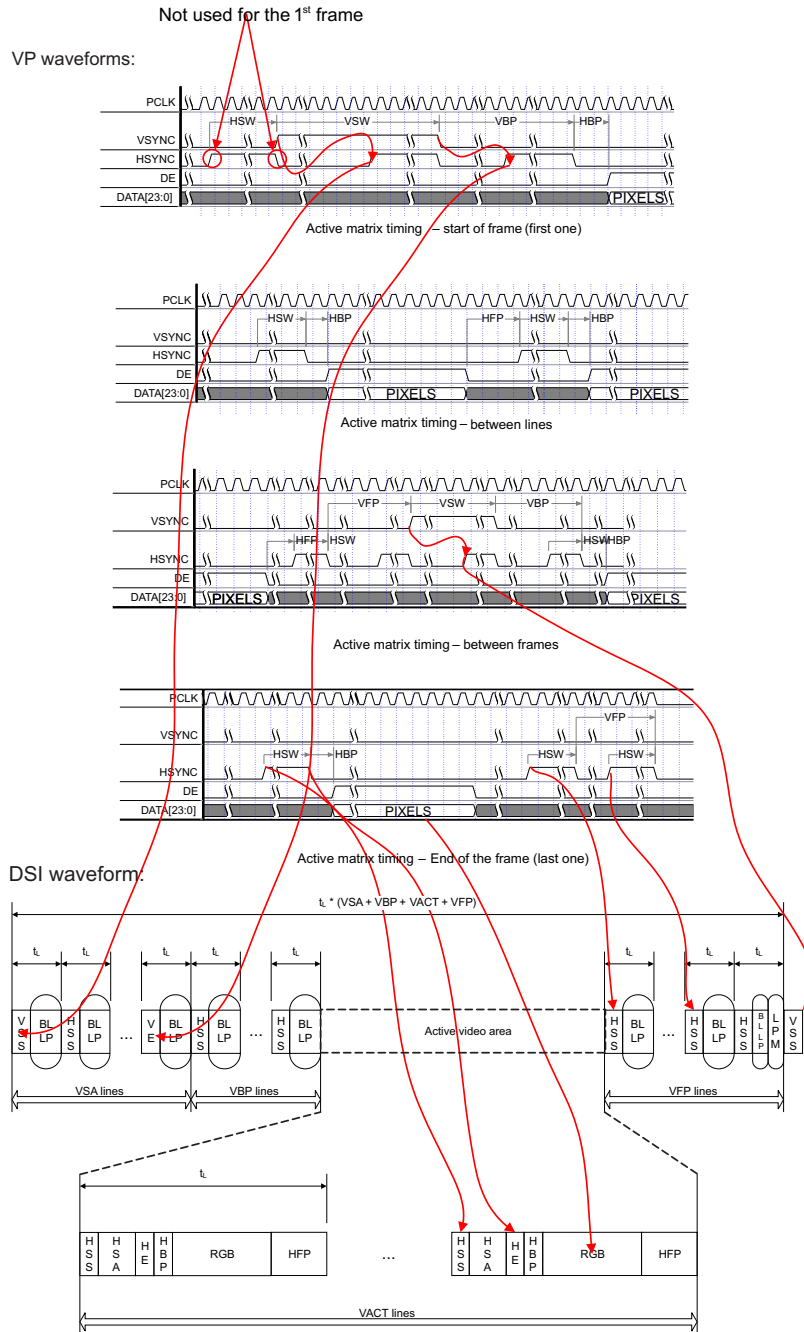 Not used for the 1st frame
VP waveforms:
PCLK
HSW VSW VBP HBP
VSYNC
HSYNC
DE
DATA[23:0] PIXELS
Active matrix timing – start of frame (first one)
PCLK
HSW HBP HFP HSW HBP
VSYNC
HSYNC
DE
DATA[23:0] PIXELS PIXELS
Active matrix timing – between lines
PCLK
VFP VSW VBP
VSYNC
HFP HSW HSW HBP
HSYNC
DE
DATA[23:0] PIXELS PIXELS
Active matrix timing – between frames
PCLK
VFP
VSYNC
HSW HBP HSW HSW
HSYNC
DE
DATA[23:0] PIXELS
Active matrix timing – End of the frame (last one)
DSI waveform:
tL * (VSA + VBP + VACT + VFP)
tL tL tL tL tL tL tL tL
VSS BLLP HSS BLLP ... VE BLLP HSS BLLP ... HSS BLLP Active video area HSS BLLP ... HSS BLLP HSS BLLP LPM VSS
VSA lines VBP lines VFP lines
tL
HSS HSA HE HBP RGB HFP ... HSS HSA HE HBP RGB HFP
VACT lines